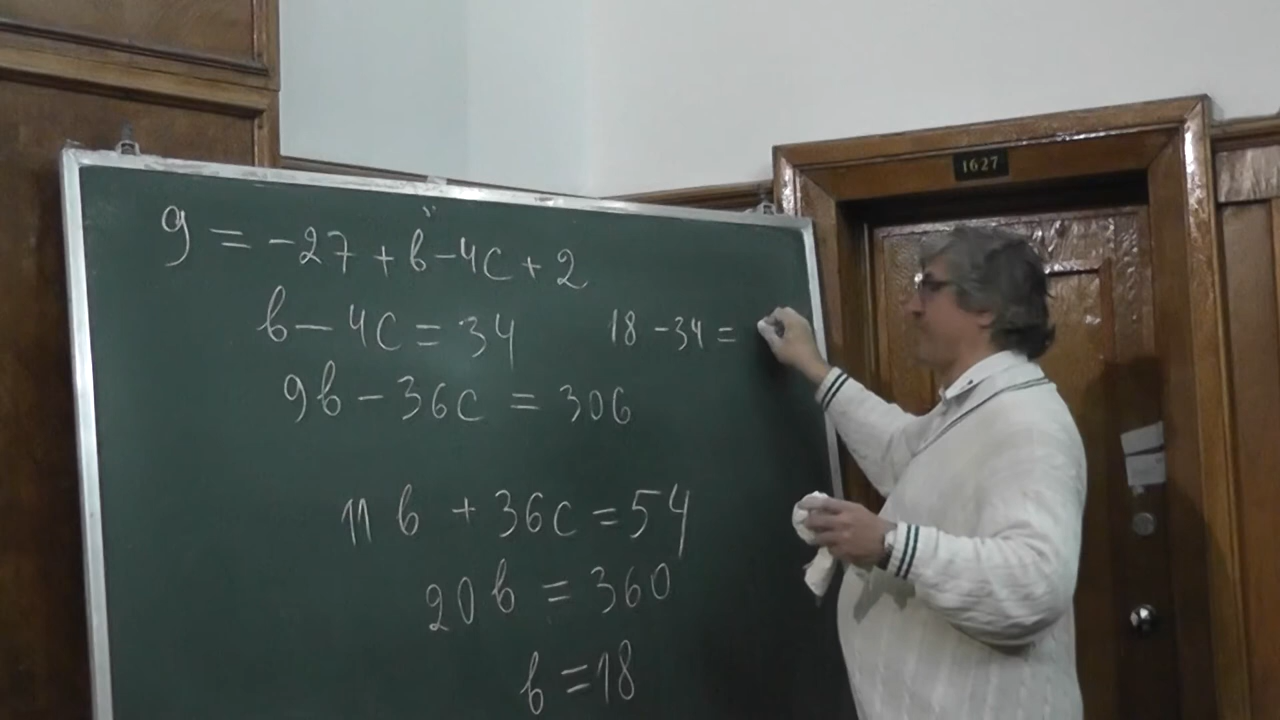 1627
9 = -27 + b - 4c + 2
b - 4c = 34
18 - 34 =
9b - 36c = 306
11b + 36c = 54
20b = 360
b = 18